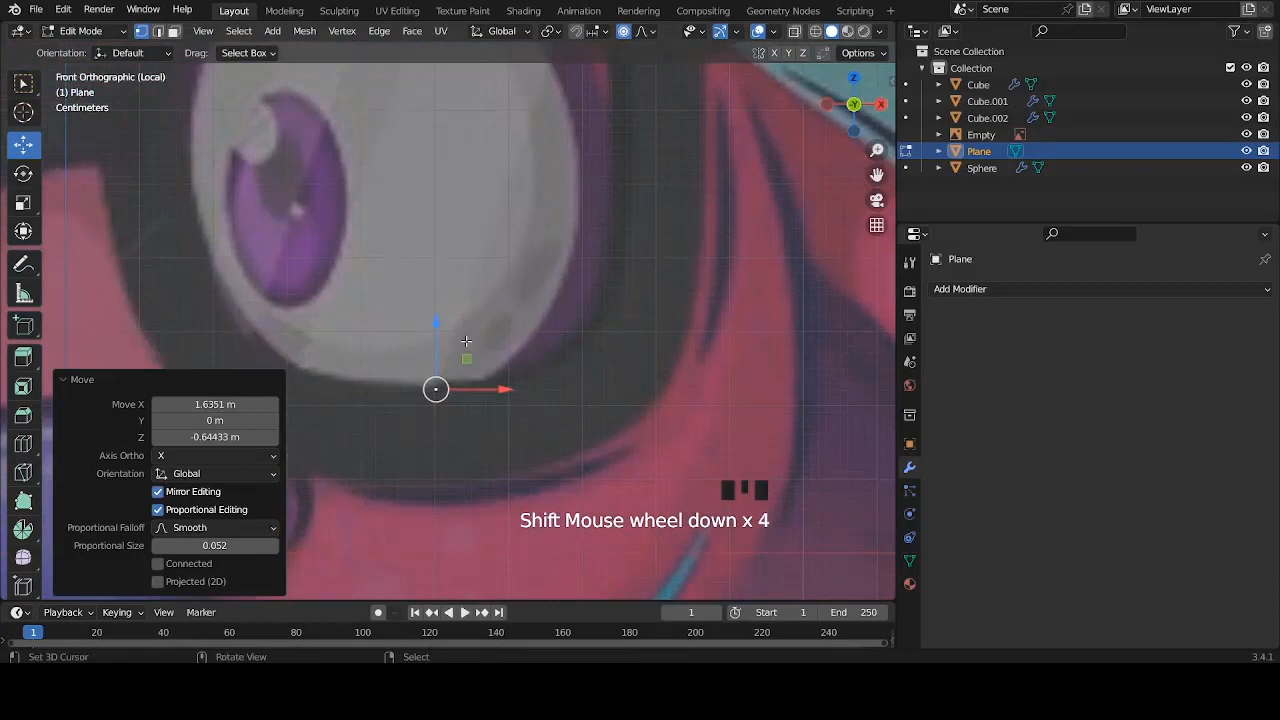 File Edit Render Window Help Layout Modeling Sculpting UV Editing Texture Paint Shading Animation Rendering Compositing Geometry Nodes Scripting + Scene ViewLayer
Edit Mode View Select Add Mesh Vertex Edge Face UV Global
Orientation: Default Drag: Select Box X Y Z Options
Scene Collection
Collection
Cube
Cube.001
Cube.002
Empty
Plane
Sphere
Front Orthographic (Local)
(1) Plane
Centimeters
Z
-Y
X
Plane
Add Modifier
Move
Move X 1.6351 m
Y 0 m
Z -0.64433 m
Axis Ortho X
Orientation Global
Mirror Editing
Proportional Editing
Proportional Falloff Smooth
Proportional Size 0.052
Connected
Projected (2D)
Shift Mouse wheel down x 4
Playback Keying View Marker 1 Start 1 End 250
1 20 40 60 80 100 120 140 160 180 200 220 240
Set 3D Cursor Rotate View Select 3.4.1